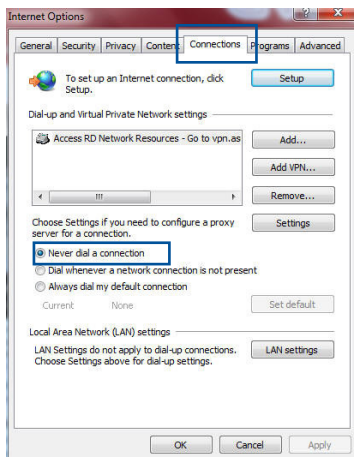 Internet Options
General Security Privacy Content Connections Programs Advanced
To set up an Internet connection, click
Setup.
Setup
Dial-up and Virtual Private Network settings
Access RD Network Resources - Go to vpn.as
Add...
Add VPN...
Remove...
Choose Settings if you need to configure a proxy
server for a connection.
Settings
Never dial a connection
Dial whenever a network connection is not present
Always dial my default connection
Current None
Set default
Local Area Network (LAN) settings
LAN Settings do not apply to dial-up connections.
Choose Settings above for dial-up settings.
LAN settings
OK Cancel Apply